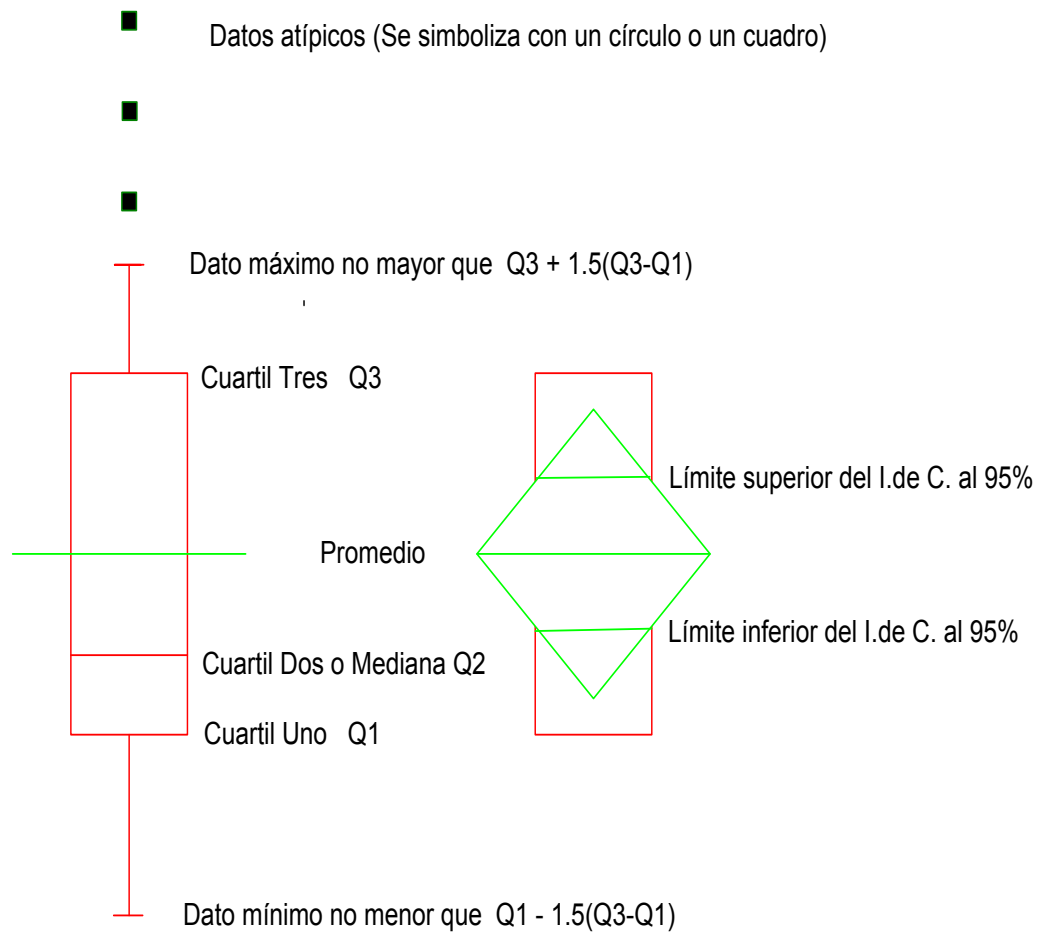 Datos atípicos (Se simboliza con un círculo o un cuadro)
Dato máximo no mayor que Q3 + 1.5(Q3-Q1)
Cuartil Tres Q3
Límite superior del I.de C. al 95%
Promedio
Límite inferior del I.de C. al 95%
Cuartil Dos o Mediana Q2
Cuartil Uno Q1
Dato mínimo no menor que Q1 - 1.5(Q3-Q1)